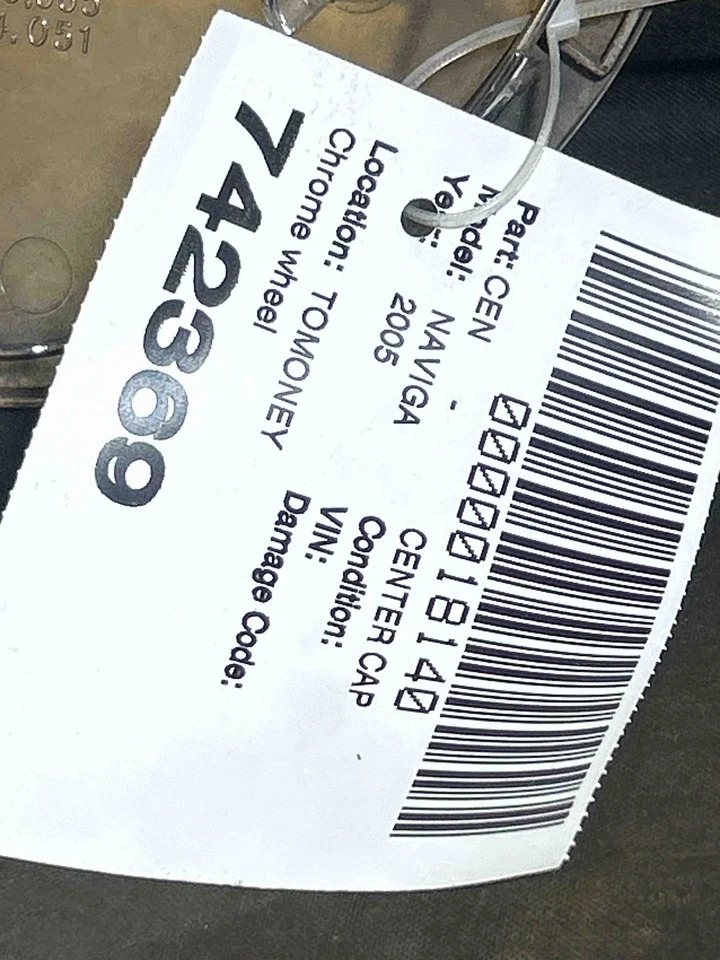 0000018140
Part: CEN - CENTER CAP
Model: NAVIGA
Year: 2005 Condition:
Location: TOMONEY VIN:
Chrome wheel Damage Code:
742369
.051